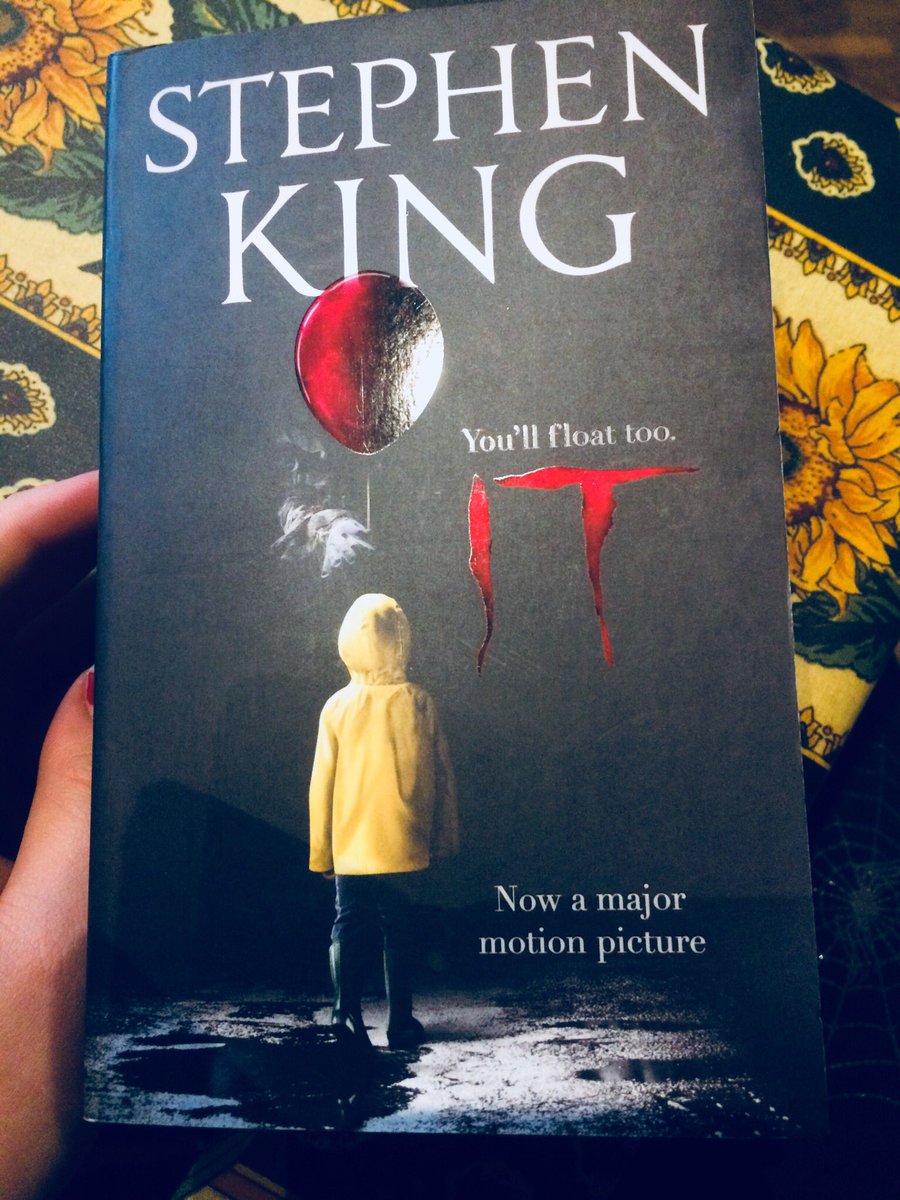 STEPHEN
KING
You'll float too.
IT
Now a major
motion picture